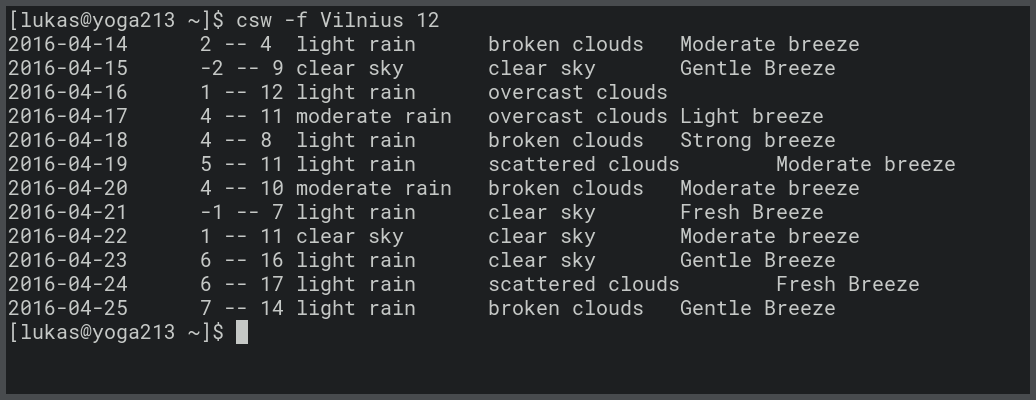 [lukas@yoga213 ~]$ csw -f Vilnius 12
2016-04-14      2 -- 4  light rain      broken clouds   Moderate breeze
2016-04-15      -2 -- 9 clear sky       clear sky       Gentle Breeze
2016-04-16      1 -- 12 light rain      overcast clouds
2016-04-17      4 -- 11 moderate rain   overcast clouds Light breeze
2016-04-18      4 -- 8  light rain      broken clouds   Strong breeze
2016-04-19      5 -- 11 light rain      scattered clouds        Moderate breeze
2016-04-20      4 -- 10 moderate rain   broken clouds   Moderate breeze
2016-04-21      -1 -- 7 light rain      clear sky       Fresh Breeze
2016-04-22      1 -- 11 clear sky       clear sky       Moderate breeze
2016-04-23      6 -- 16 light rain      clear sky       Gentle Breeze
2016-04-24      6 -- 17 light rain      scattered clouds        Fresh Breeze
2016-04-25      7 -- 14 light rain      broken clouds   Gentle Breeze
[lukas@yoga213 ~]$